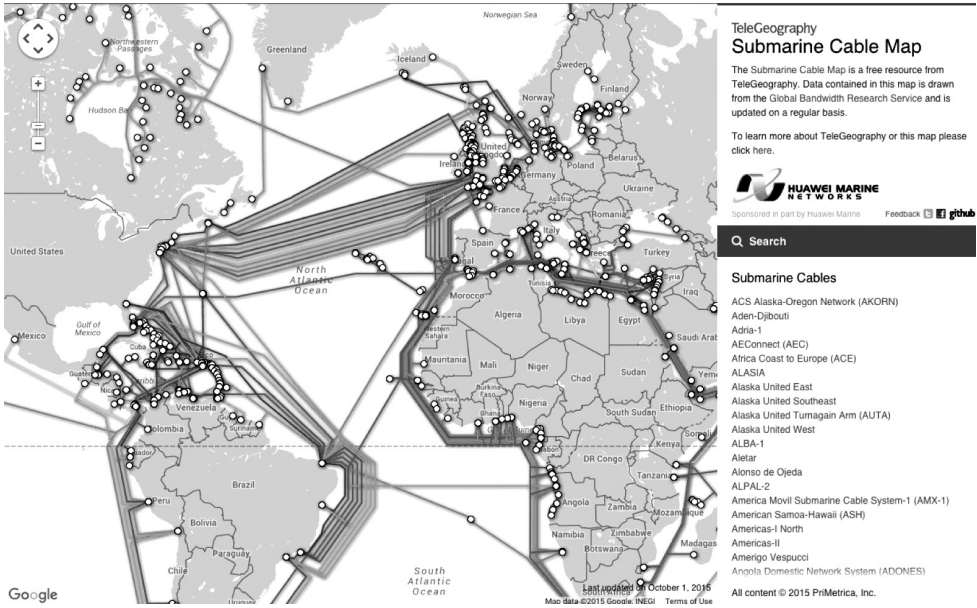 Norwegian Sea
Northwestern
Passages
Greenland
Iceland
Sweden
Finland
Norway
Hudson Bay
United
Kingdom
Ireland
Belarus
Poland
Germany
Ukraine
Austria
France
Romania
Italy
Spain
Greece
Turkey
Syria
Iraq
Tunisia
United States
North
Atlantic
Ocean
Morocco
Algeria
Libya
Egypt
Western
Sahara
Saudi Arab
Gulf of
Mexico
Mexico
Cuba
Mauritania
Mali
Niger
Chad
Sudan
Yeme
Burkina
Faso
Guinea
Ghana
Nigeria
South Sudan
Ethiopia
Venezuela
Suriname
Colombia
Gabon
Kenya
Somali
DR Congo
Tanzania
Brazil
Peru
Angola
Zambia
Mozambique
Bolivia
Namibia
Zimbabwe
Botswana
Madagas
Paraguay
Chile
South
Atlantic
Ocean
South Africa
Uruguay
Google
Last updated on October 1, 2015
Map data ©2015 Google, INEGI
Terms of Use
TeleGeography
Submarine Cable Map
The Submarine Cable Map is a free resource from
TeleGeography. Data contained in this map is drawn
from the Global Bandwidth Research Service and is
updated on a regular basis.
To learn more about TeleGeography or this map please
click here.
HUAWEI MARINE
NETWORKS
Sponsored in part by Huawei Marine
Feedback
github
Search
Submarine Cables
ACS Alaska-Oregon Network (AKORN)
Aden-Djibouti
Adria-1
AEConnect (AEC)
Africa Coast to Europe (ACE)
ALASIA
Alaska United East
Alaska United Southeast
Alaska United Turnagain Arm (AUTA)
Alaska United West
ALBA-1
Aletar
Alonso de Ojeda
ALPAL-2
America Movil Submarine Cable System-1 (AMX-1)
American Samoa-Hawaii (ASH)
Americas-I North
Americas-II
Amerigo Vespucci
Angola Domestic Network System (ADONES)
All content © 2015 PriMetrica, Inc.